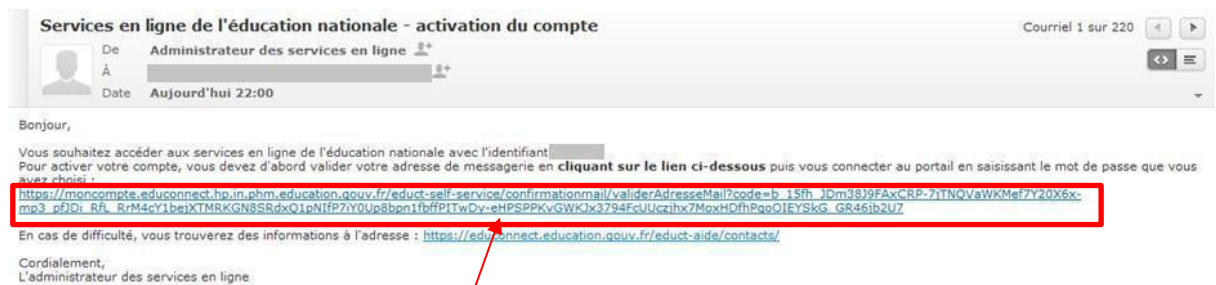 Services en ligne de l'éducation nationale - activation du compte
Courriel 1 sur 220
De Administrateur des services en ligne
À
Date Aujourd'hui 22:00
Bonjour,
Vous souhaitez accéder aux services en ligne de l'éducation nationale avec l'identifiant
Pour activer votre compte, vous devez d'abord valider votre adresse de messagerie en cliquant sur le lien ci-dessous puis vous connecter au portail en saisissant le mot de passe que vous
avez choisi :
https://moncompte.educonnect.hp.in.phm.education.gouv.fr/educt-self-service/confirmationmail/validerAdresseMail?code=b_15fh_JDm38J9FAxCRP-7jTNQVaWKMef7Y20X6x-
mp3_pfJDi_RfL_RrM4cY1bejXTMRKGN8SRdxQ1pNIfP7iY0Up8bpn1fbffPITwDy-eHPSPPKvGWKJx3794FcUUczihx7MoxHDfhPqoOIEYSkG_GR46jb2U7
En cas de difficulté, vous trouverez des informations à l'adresse : https://educonnect.education.gouv.fr/educt-aide/contacts/
Cordialement,
L'administrateur des services en ligne